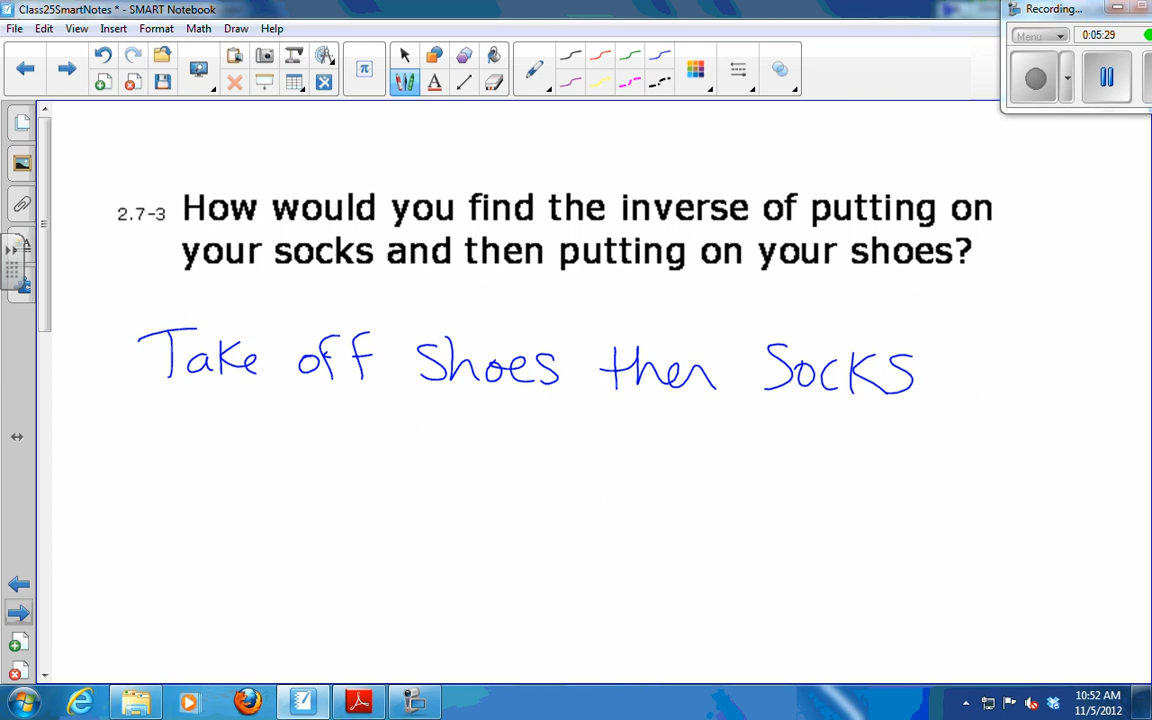 Class25SmartNotes * - SMART Notebook
Recording...
File Edit View Insert Format Math Draw Help
Menu
0:05:29
2.7-3 How would you find the inverse of putting on
your socks and then putting on your shoes?
Take off Shoes then Socks
10:52 AM
11/5/2012